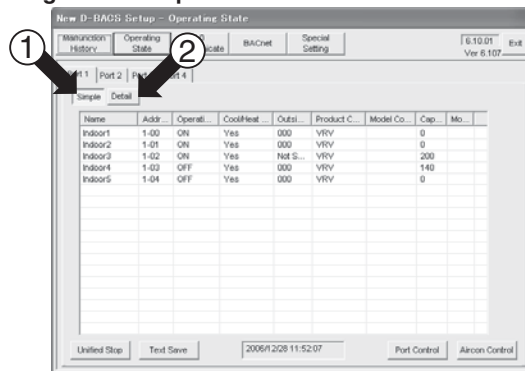 New D-BACS Setup - Operating State
Malfunction History
Operating State
BACnet
Special Setting
6.10.01
Ver 6.107
Exit
1
2
Port 2
Simple
Detail
Name Addr... Operati... Cool/Heat ... Outsi... Product C... Model Co... Cap... Mo...
Indoor1 1-00 ON Yes 000 VRV 0
Indoor2 1-01 ON Yes 000 VRV 0
Indoor3 1-02 ON Yes Not S... VRV 200
Indoor4 1-03 OFF Yes 000 VRV 140
Indoor5 1-04 OFF Yes 000 VRV 0
Unified Stop
Text Save
2006/12/28 11:52:07
Port Control
Aircon Control